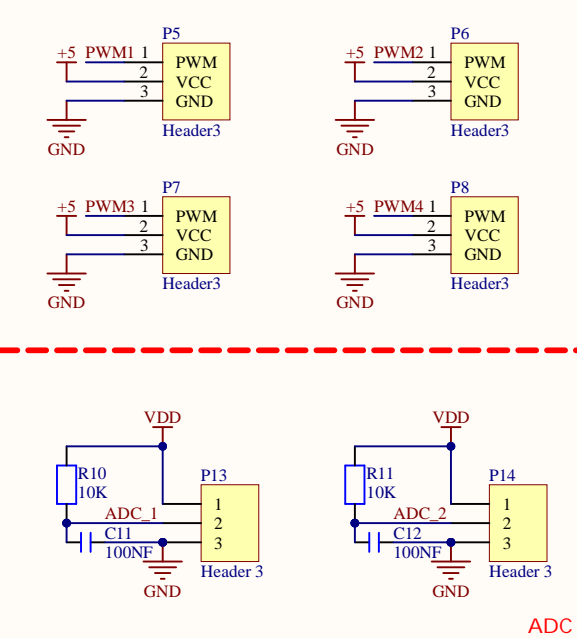 P5
+5 PWM1 1 PWM
2 VCC
3 GND
GND
Header3
P6
+5 PWM2 1 PWM
2 VCC
3 GND
GND
Header3
P7
+5 PWM3 1 PWM
2 VCC
3 GND
GND
Header3
P8
+5 PWM4 1 PWM
2 VCC
3 GND
GND
Header3
VDD
R10
10K
P13
1
ADC_1 2
C11
3
100NF
Header 3
GND
VDD
R11
10K
P14
1
ADC_2 2
C12
3
100NF
Header 3
GND
ADC